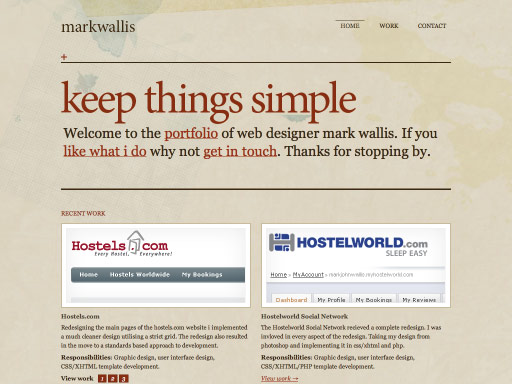 markwallis
HOME WORK CONTACT
+
keep things simple
Welcome to the portfolio of web designer mark wallis. If you
like what i do why not get in touch. Thanks for stopping by.
RECENT WORK
Hostels.com
Every Hostel, Everywhere!
Home Hostels Worldwide My Bookings
Hostels.com
Redesigning the main pages of the hostels.com website i implemented
a much cleaner design utilising a strict grid. The redesign also resulted
in the move to a standards based approach to development.
Responsibilities: Graphic design, user interface design,
CSS/XHTML template development.
View work 1 2 3
HOSTELWORLD.com
SLEEP EASY
Home » MyAccount » markjohnwallis.myhostelworld.com
Dashboard My Profile My Bookings My Reviews
Hostelworld Social Network
The Hostelworld Social Network recieved a complete redesign. I was
invloved in every aspect of the redesign. Taking my design from
photoshop and implementing it in css/xhtml and php.
Responsibilities: Graphic design, user interface design,
CSS/XHTML/PHP template development.
View work →